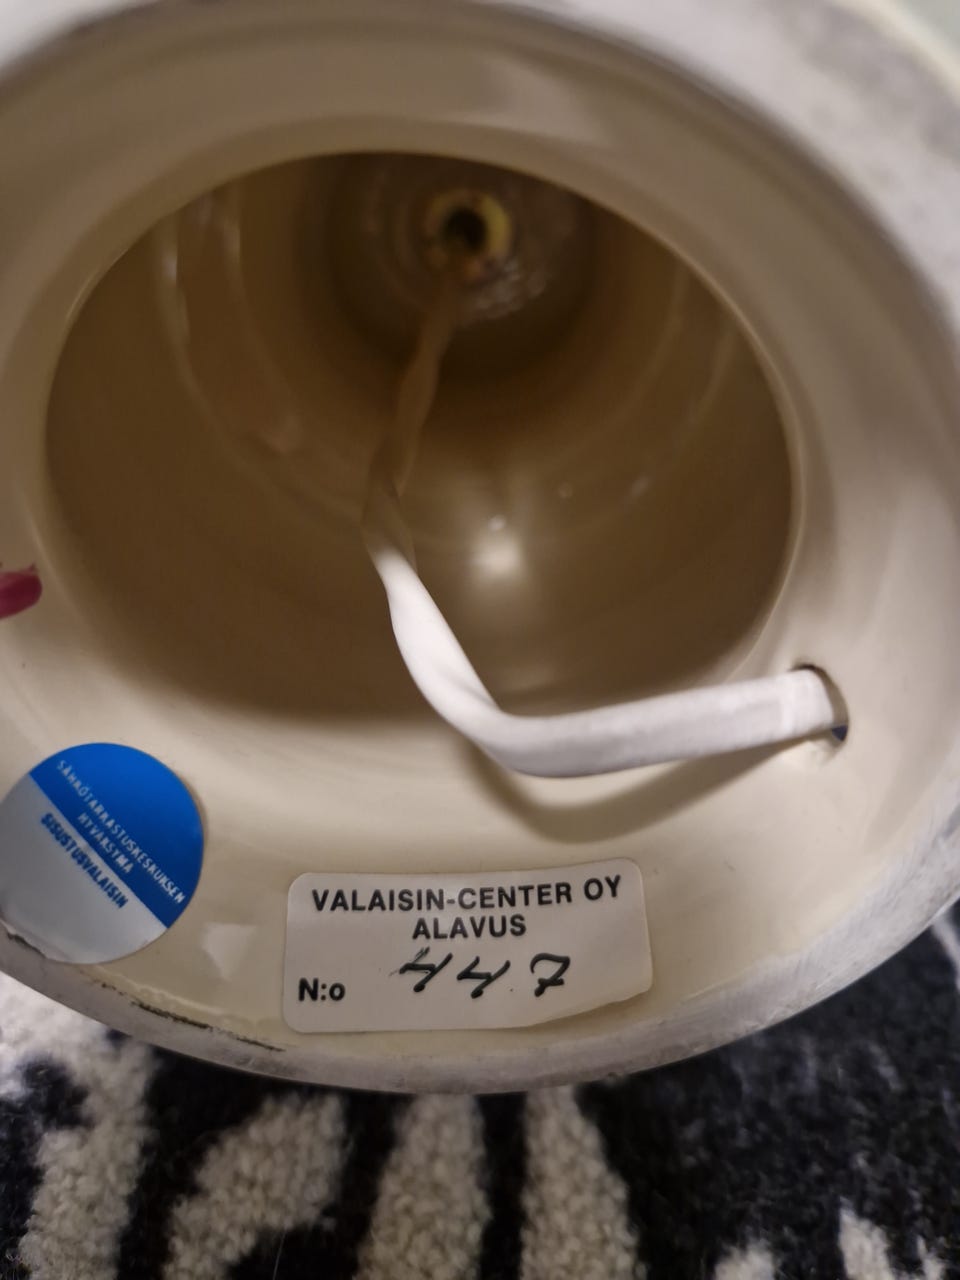 SÄHKÖTARKASTUSKESKUKSEN
HYVÄKSYMÄ
SISUSTUSVALAISIN
VALAISIN-CENTER OY
ALAVUS
N:o 447